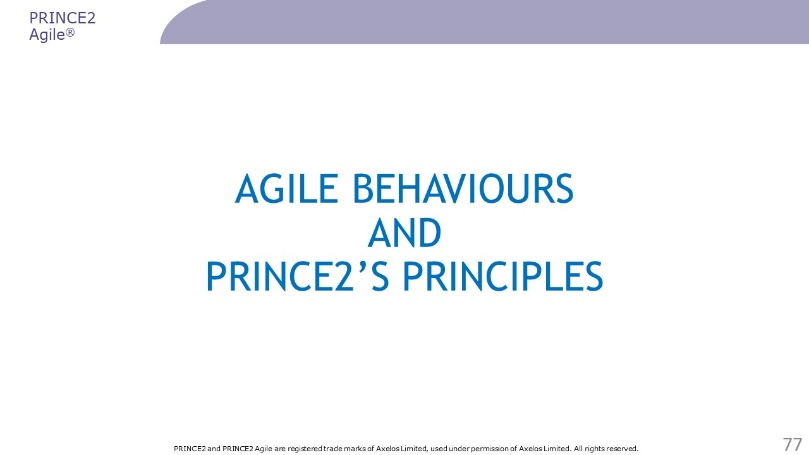 PRINCE2
Agile®
AGILE BEHAVIOURS
AND
PRINCE2’S PRINCIPLES
PRINCE2 and PRINCE2 Agile are registered trade marks of Axelos Limited, used under permission of Axelos Limited. All rights reserved.
77